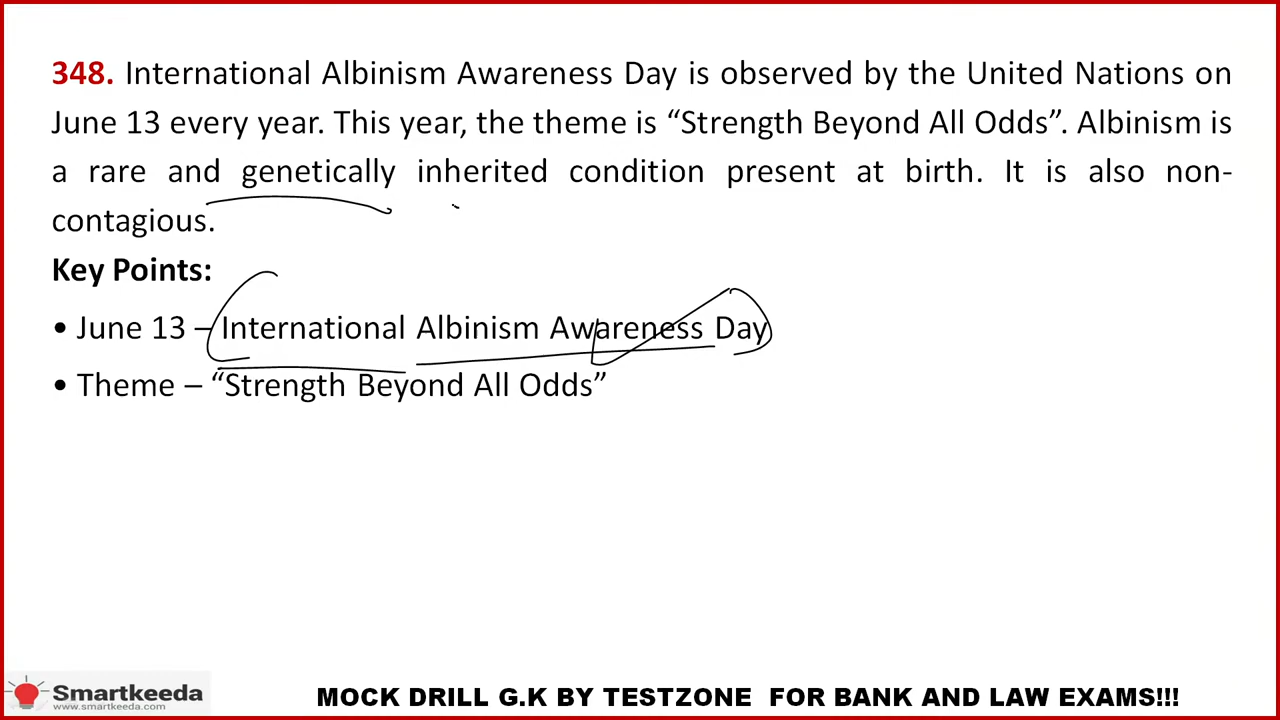 348. International Albinism Awareness Day is observed by the United Nations on
June 13 every year. This year, the theme is “Strength Beyond All Odds”. Albinism is
a rare and genetically inherited condition present at birth. It is also non-
contagious.
Key Points:
• June 13 – International Albinism Awareness Day
• Theme – “Strength Beyond All Odds”
Smartkeeda
www.smartkeeda.com
MOCK DRILL G.K BY TESTZONE FOR BANK AND LAW EXAMS!!!